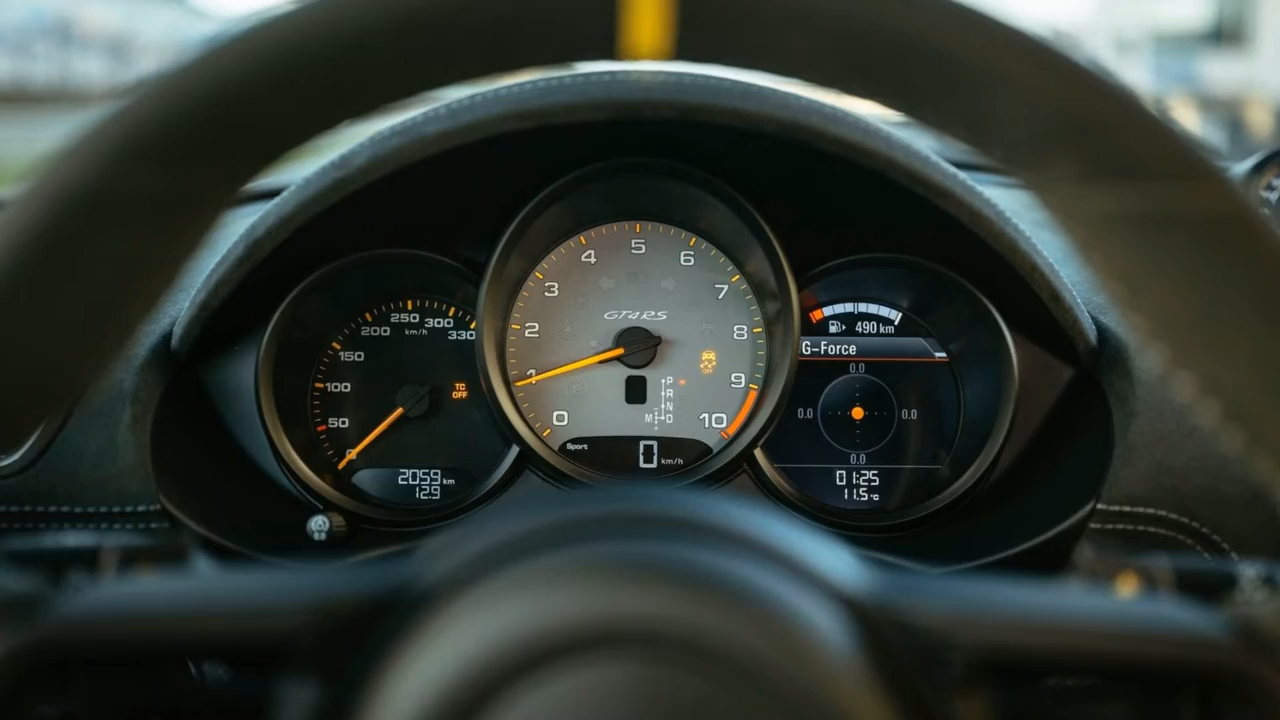 50
100
150
200
250
300
330
km/h
TC
OFF
2059 km
12.9
0
1
2
3
4
5
6
7
8
9
10
GT4RS
OFF
P
R
N
M D
Sport
0 km/h
490 km
G-Force
0.0
0.0 0.0
0.0
01:25
11.5 °C